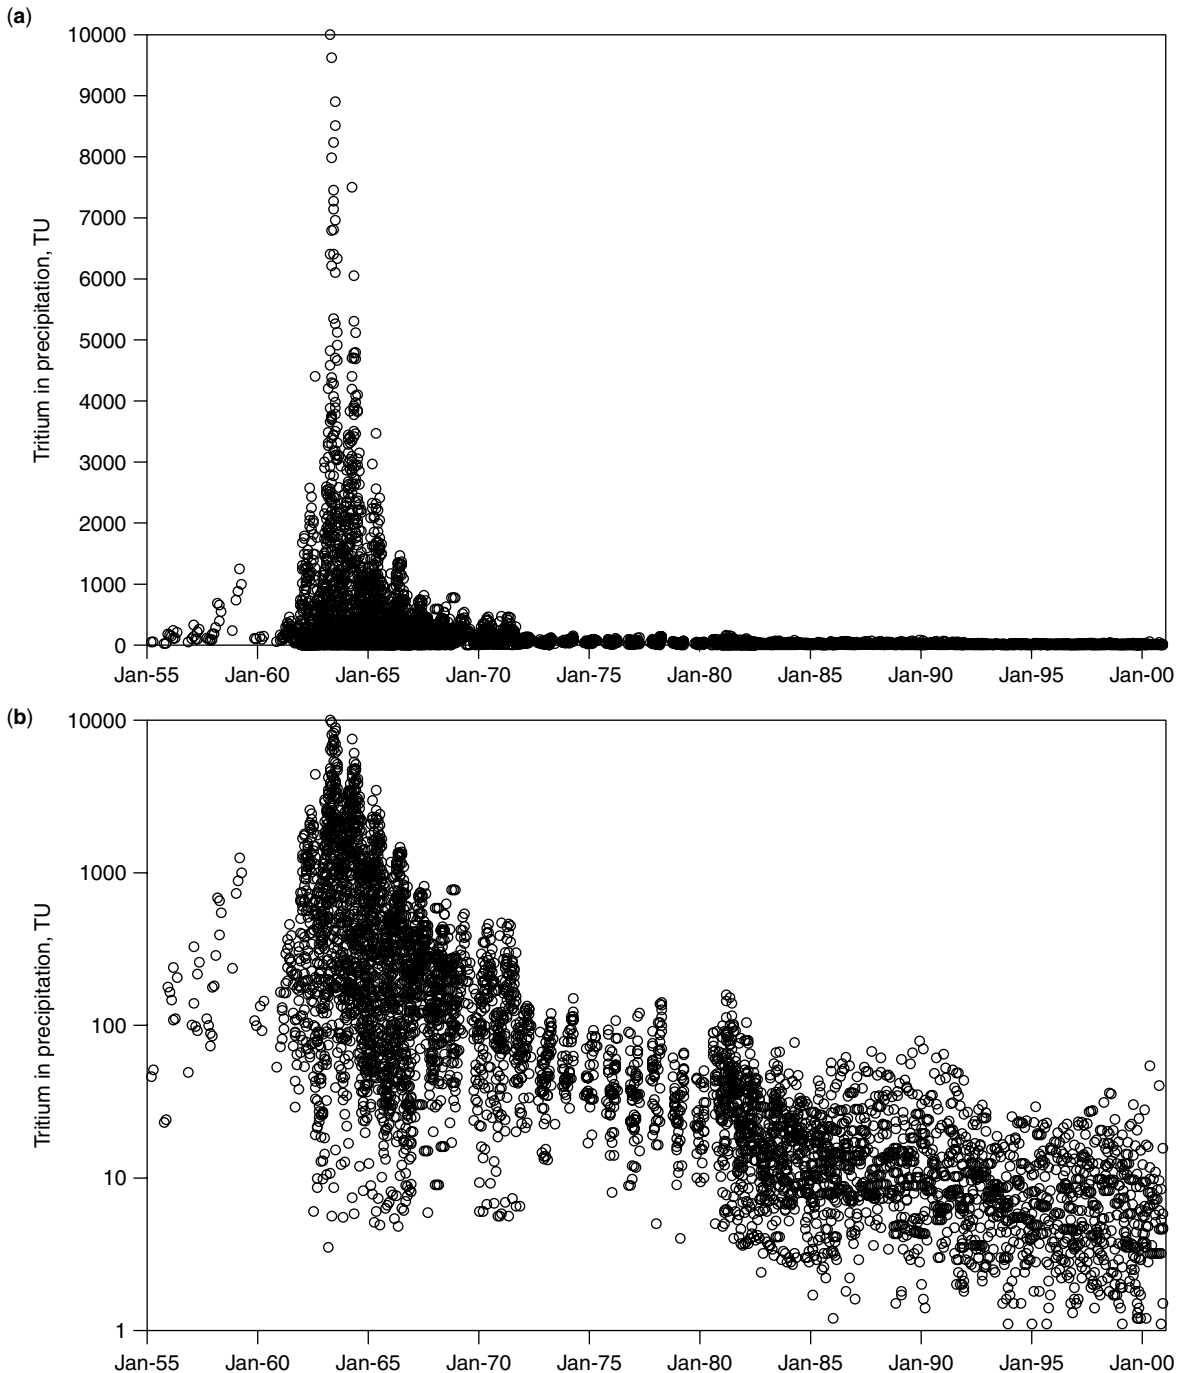 (a)
10000
9000
8000
7000
6000
5000
4000
3000
2000
1000
0
Tritium in precipitation, TU
Jan-55 Jan-60 Jan-65 Jan-70 Jan-75 Jan-80 Jan-85 Jan-90 Jan-95 Jan-00
(b)
10000
1000
100
10
1
Tritium in precipitation, TU
Jan-55 Jan-60 Jan-65 Jan-70 Jan-75 Jan-80 Jan-85 Jan-90 Jan-95 Jan-00